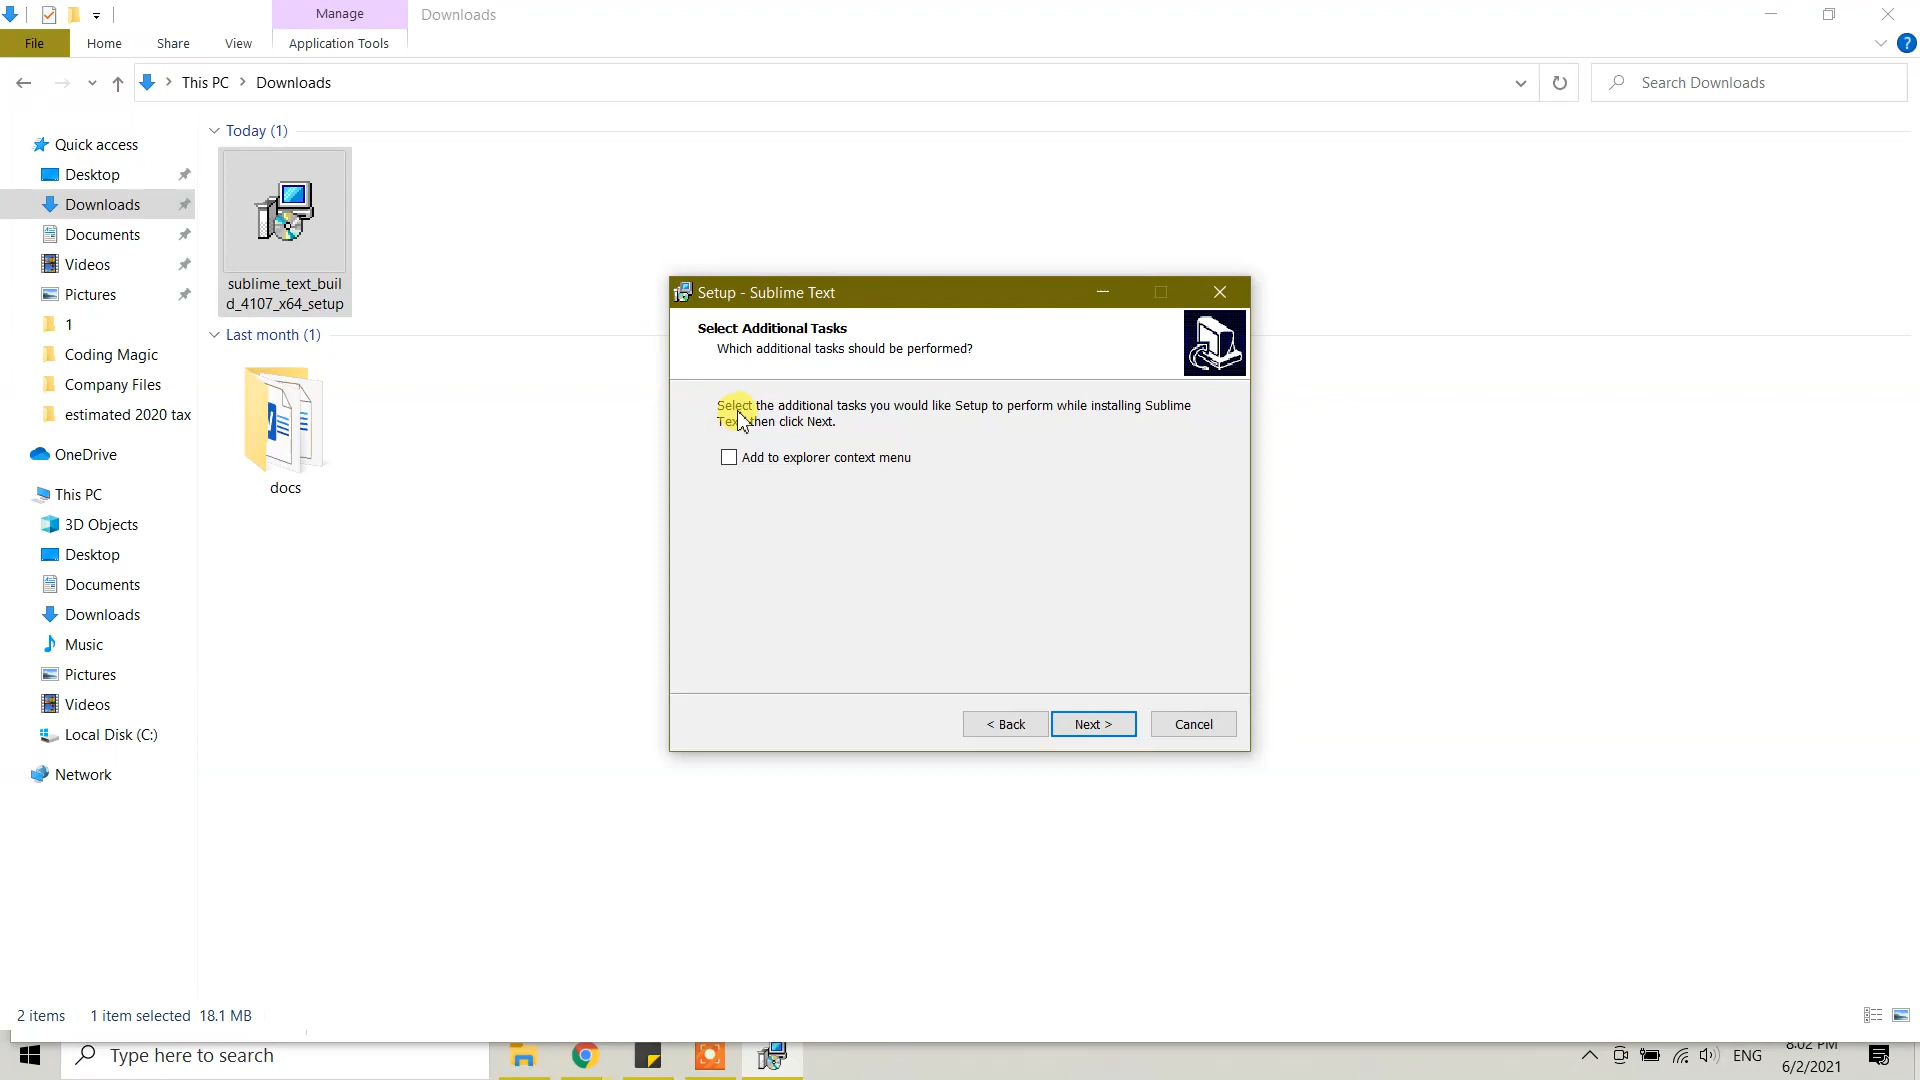 Manage
Downloads
File
Home
Share
View
Application Tools
?
This PC
Downloads
Search Downloads
Quick access
Desktop
Downloads
Documents
Videos
Pictures
1
Coding Magic
Company Files
estimated 2020 tax
OneDrive
This PC
3D Objects
Desktop
Documents
Downloads
Music
Pictures
Videos
Local Disk (C:)
Network
Today (1)
sublime_text_buil
d_4107_x64_setup
Last month (1)
docs
Setup - Sublime Text
Select Additional Tasks
Which additional tasks should be performed?
Select the additional tasks you would like Setup to perform while installing Sublime
Text, then click Next.
Add to explorer context menu
< Back
Next >
Cancel
2 items
1 item selected
18.1 MB
Type here to search
ENG
8:02 PM
6/2/2021